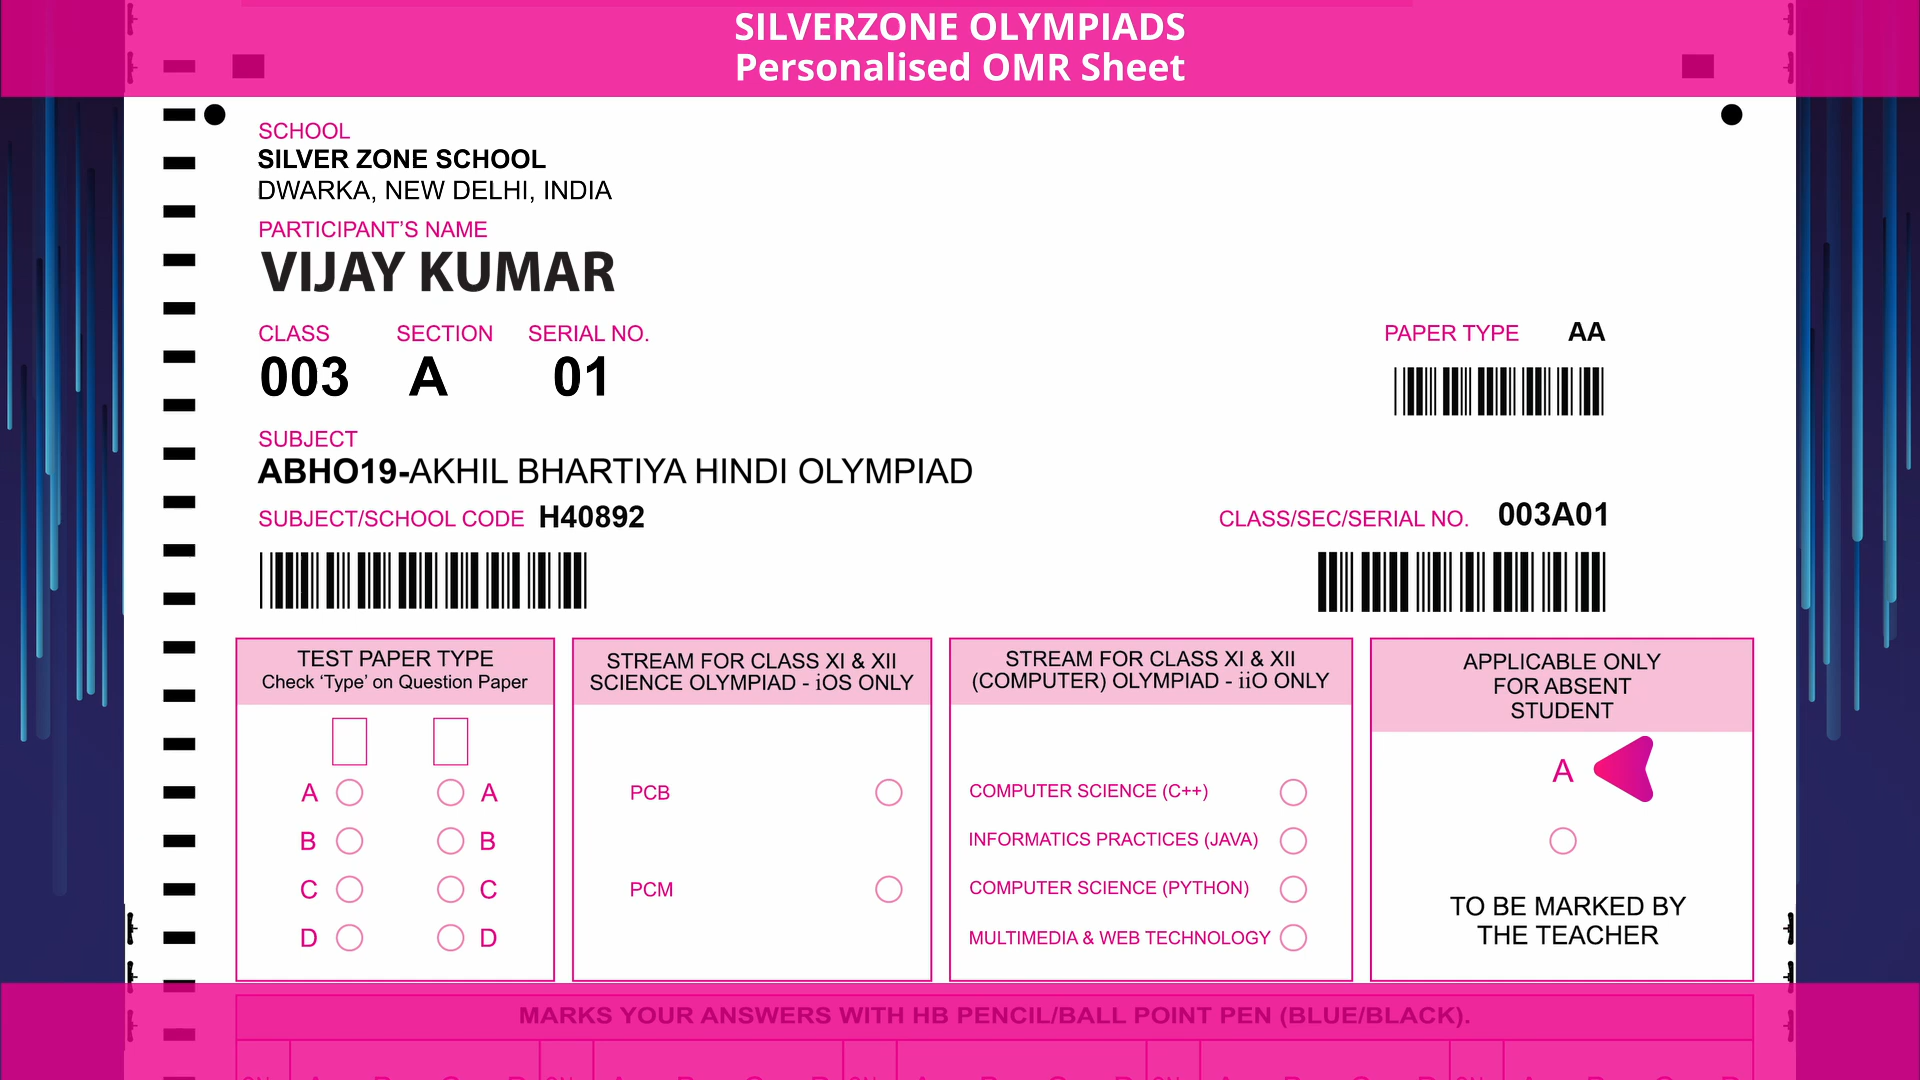 SILVERZONE OLYMPIADS
Personalised OMR Sheet
SCHOOL
SILVER ZONE SCHOOL
DWARKA, NEW DELHI, INDIA
PARTICIPANT'S NAME
VIJAY KUMAR
CLASS SECTION SERIAL NO.
003 A 01
PAPER TYPE AA
SUBJECT
ABHO19-AKHIL BHARTIYA HINDI OLYMPIAD
SUBJECT/SCHOOL CODE H40892
CLASS/SEC/SERIAL NO. 003A01
TEST PAPER TYPE
Check 'Type' on Question Paper
A A
B B
C C
D D
STREAM FOR CLASS XI & XII
SCIENCE OLYMPIAD - iOS ONLY
PCB
PCM
STREAM FOR CLASS XI & XII
(COMPUTER) OLYMPIAD - iiO ONLY
COMPUTER SCIENCE (C++)
INFORMATICS PRACTICES (JAVA)
COMPUTER SCIENCE (PYTHON)
MULTIMEDIA & WEB TECHNOLOGY
APPLICABLE ONLY
FOR ABSENT
STUDENT
A
TO BE MARKED BY
THE TEACHER
MARKS YOUR ANSWERS WITH HB PENCIL/BALL POINT PEN (BLUE/BLACK).